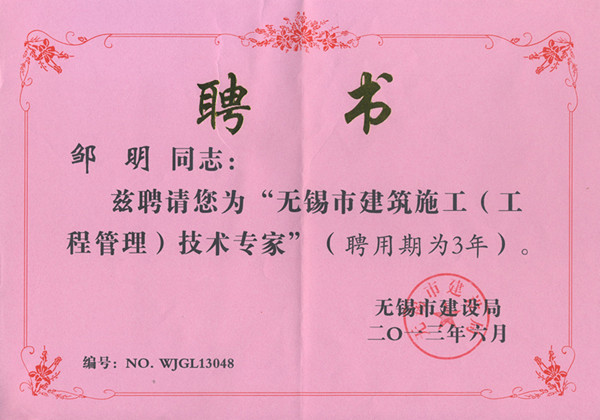 聘书
邹 明 同志：
兹聘请您为“无锡市建筑施工（工
程管理）技术专家”（聘用期为3年）。
无锡市建设局
二〇一三年六月
编号：NO. WJGL13048